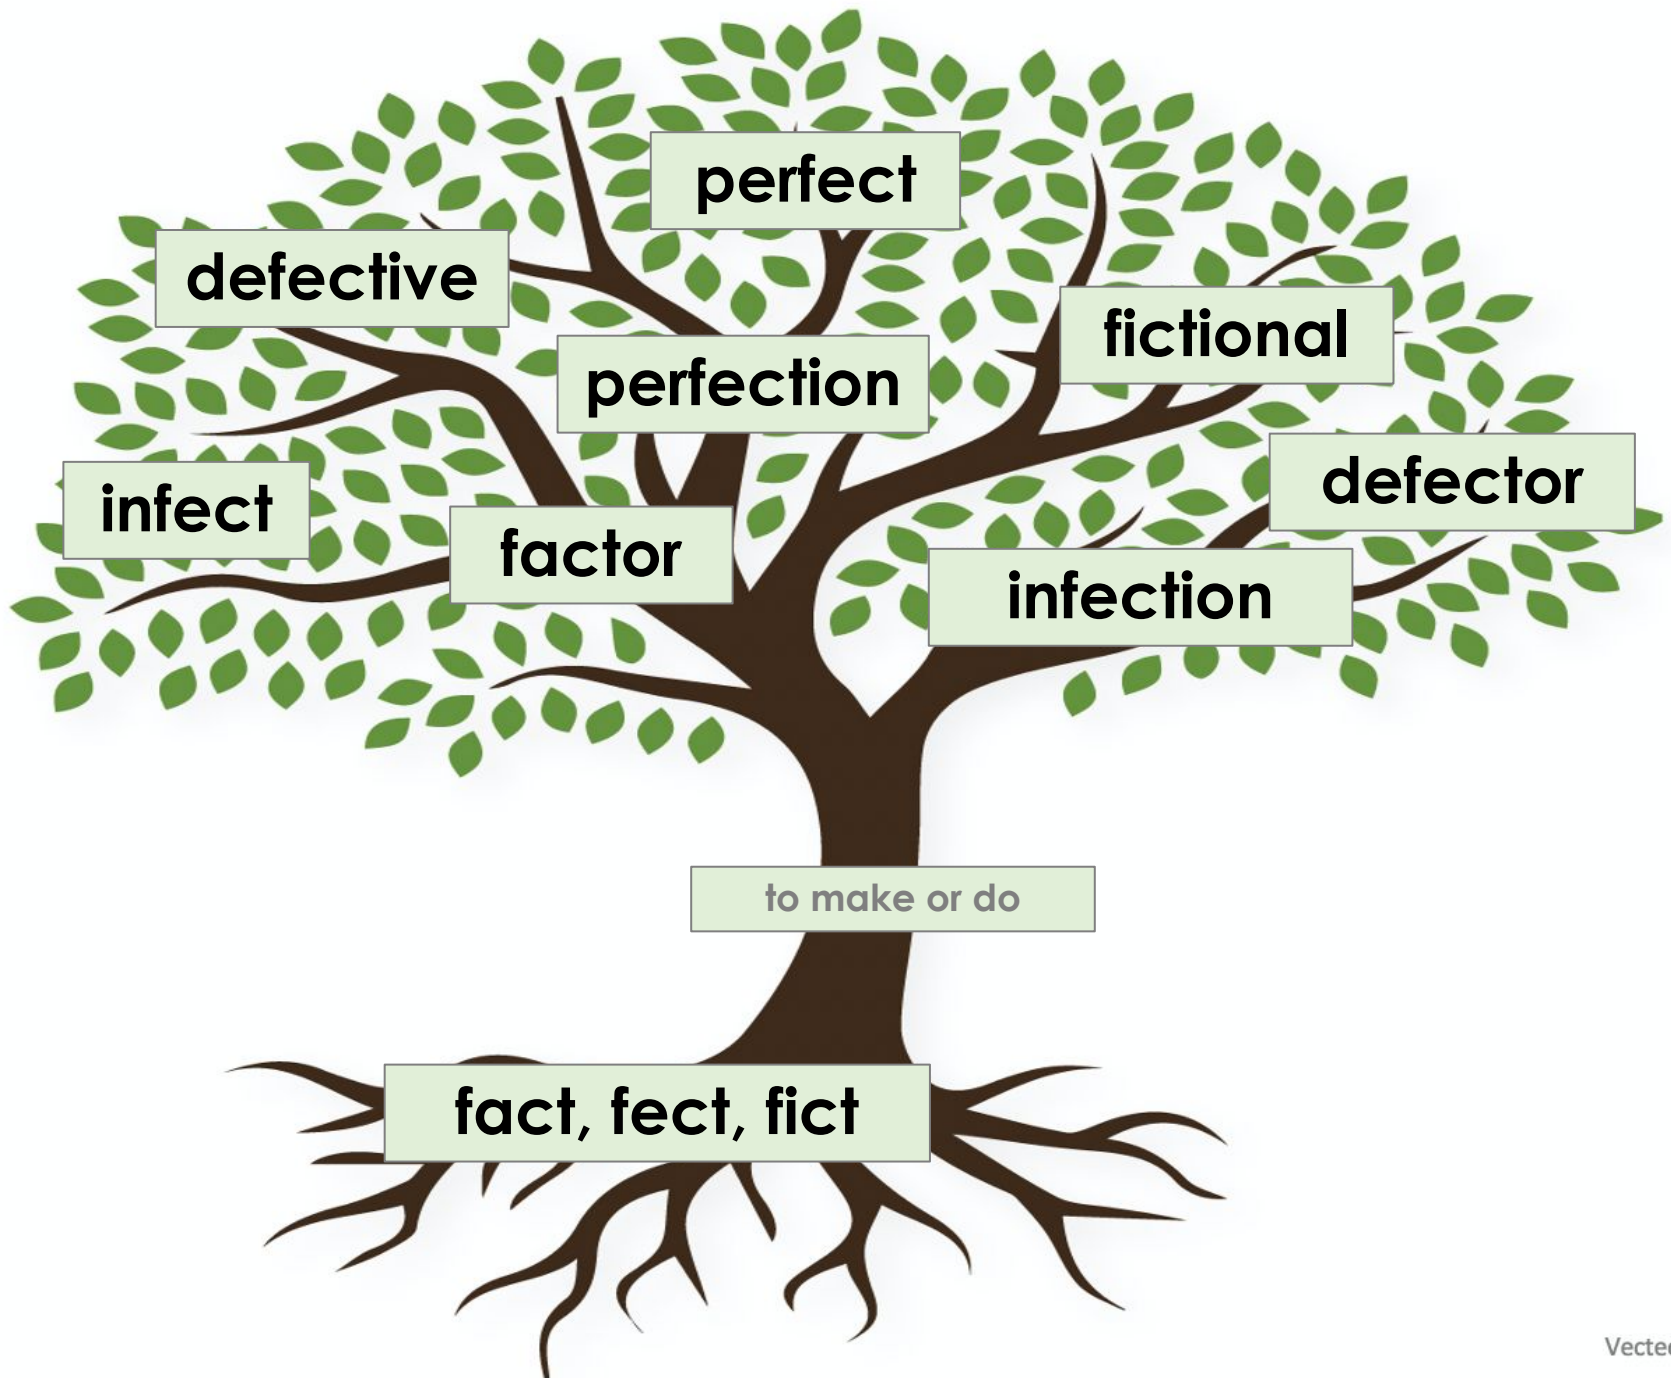 perfect
defective
fictional
perfection
defector
infect
factor
infection
to make or do
fact, fect, fict